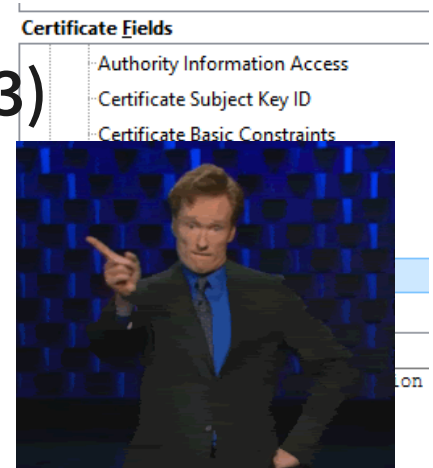 Certificate Fields
Authority Information Access
3)
Certificate Subject Key ID
Certificate Basic Constraints
ion